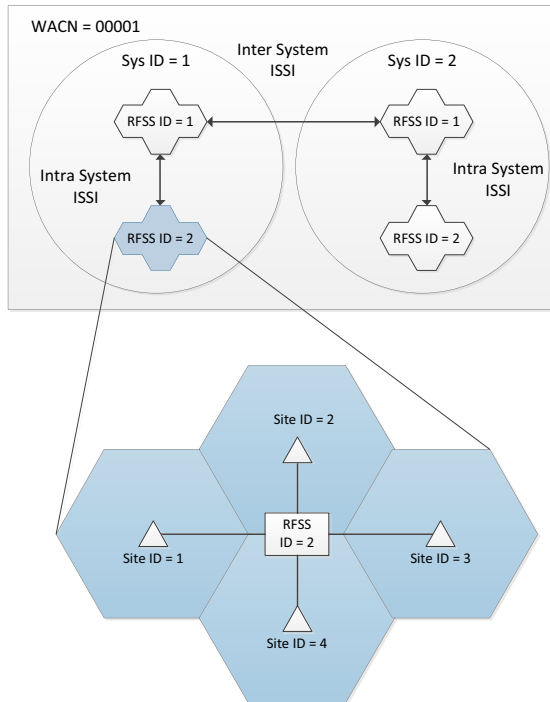 WACN = 00001
Inter System
ISSI
Sys ID = 1
Sys ID = 2
RFSS ID = 1
RFSS ID = 1
Intra System
ISSI
Intra System
ISSI
RFSS ID = 2
RFSS ID = 2
Site ID = 2
RFSS
ID = 2
Site ID = 1
Site ID = 3
Site ID = 4